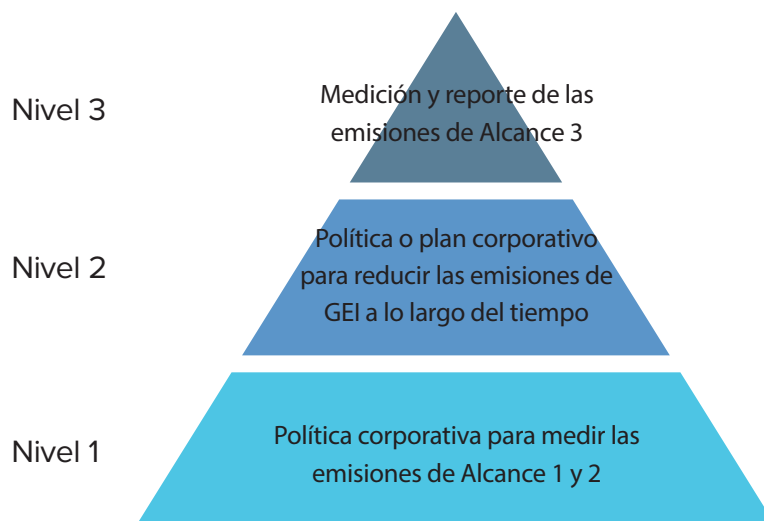 Nivel 3
Medición y reporte de las
emisiones de Alcance 3
Nivel 2
Política o plan corporativo
para reducir las emisiones de
GEI a lo largo del tiempo
Nivel 1
Política corporativa para medir las
emisiones de Alcance 1 y 2